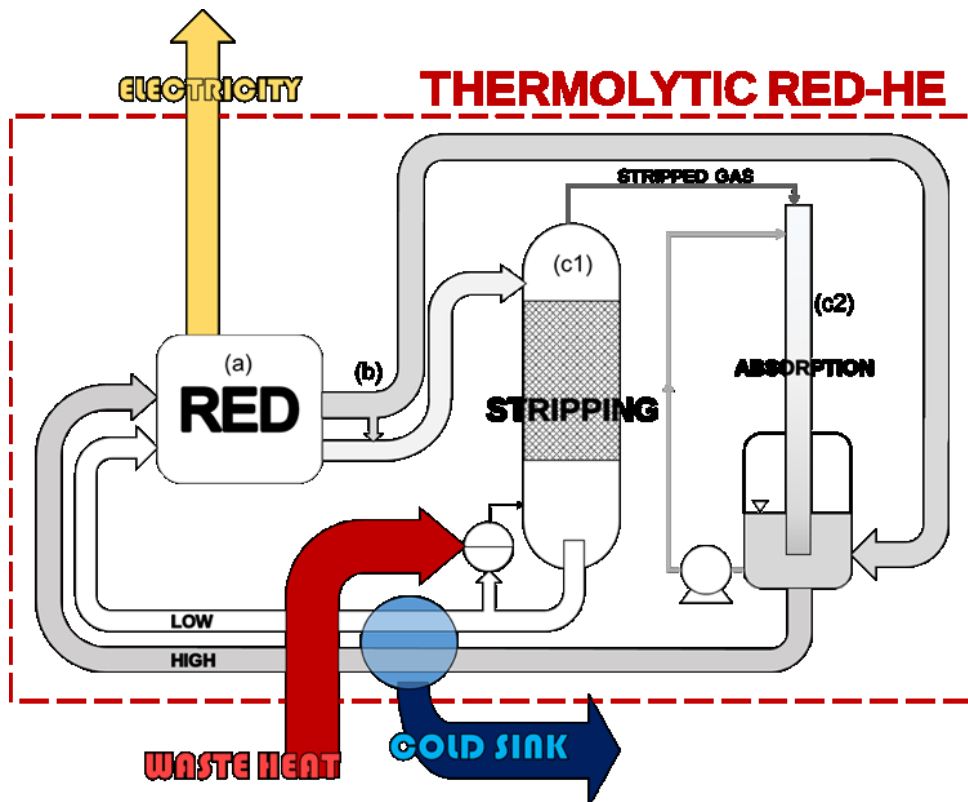 ELECTRICITY
THERMOLYTIC RED-HE
STRIPPED GAS
(c1)
(c2)
(a)
RED
(b)
ABSORPTION
STRIPPING
LOW
HIGH
WASTE HEAT
COLD SINK